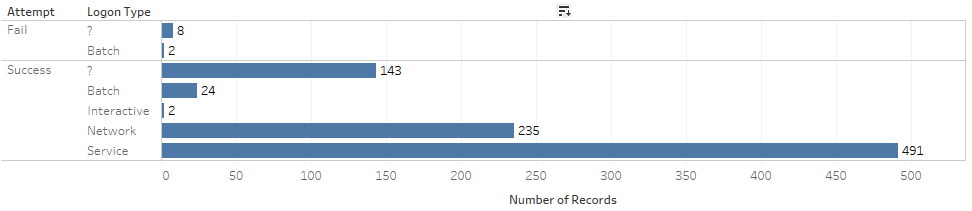 Attempt Logon Type
Fail ? 8
Batch 2
Success ? 143
Batch 24
Interactive 2
Network 235
Service 491
0 50 100 150 200 250 300 350 400 450 500
Number of Records